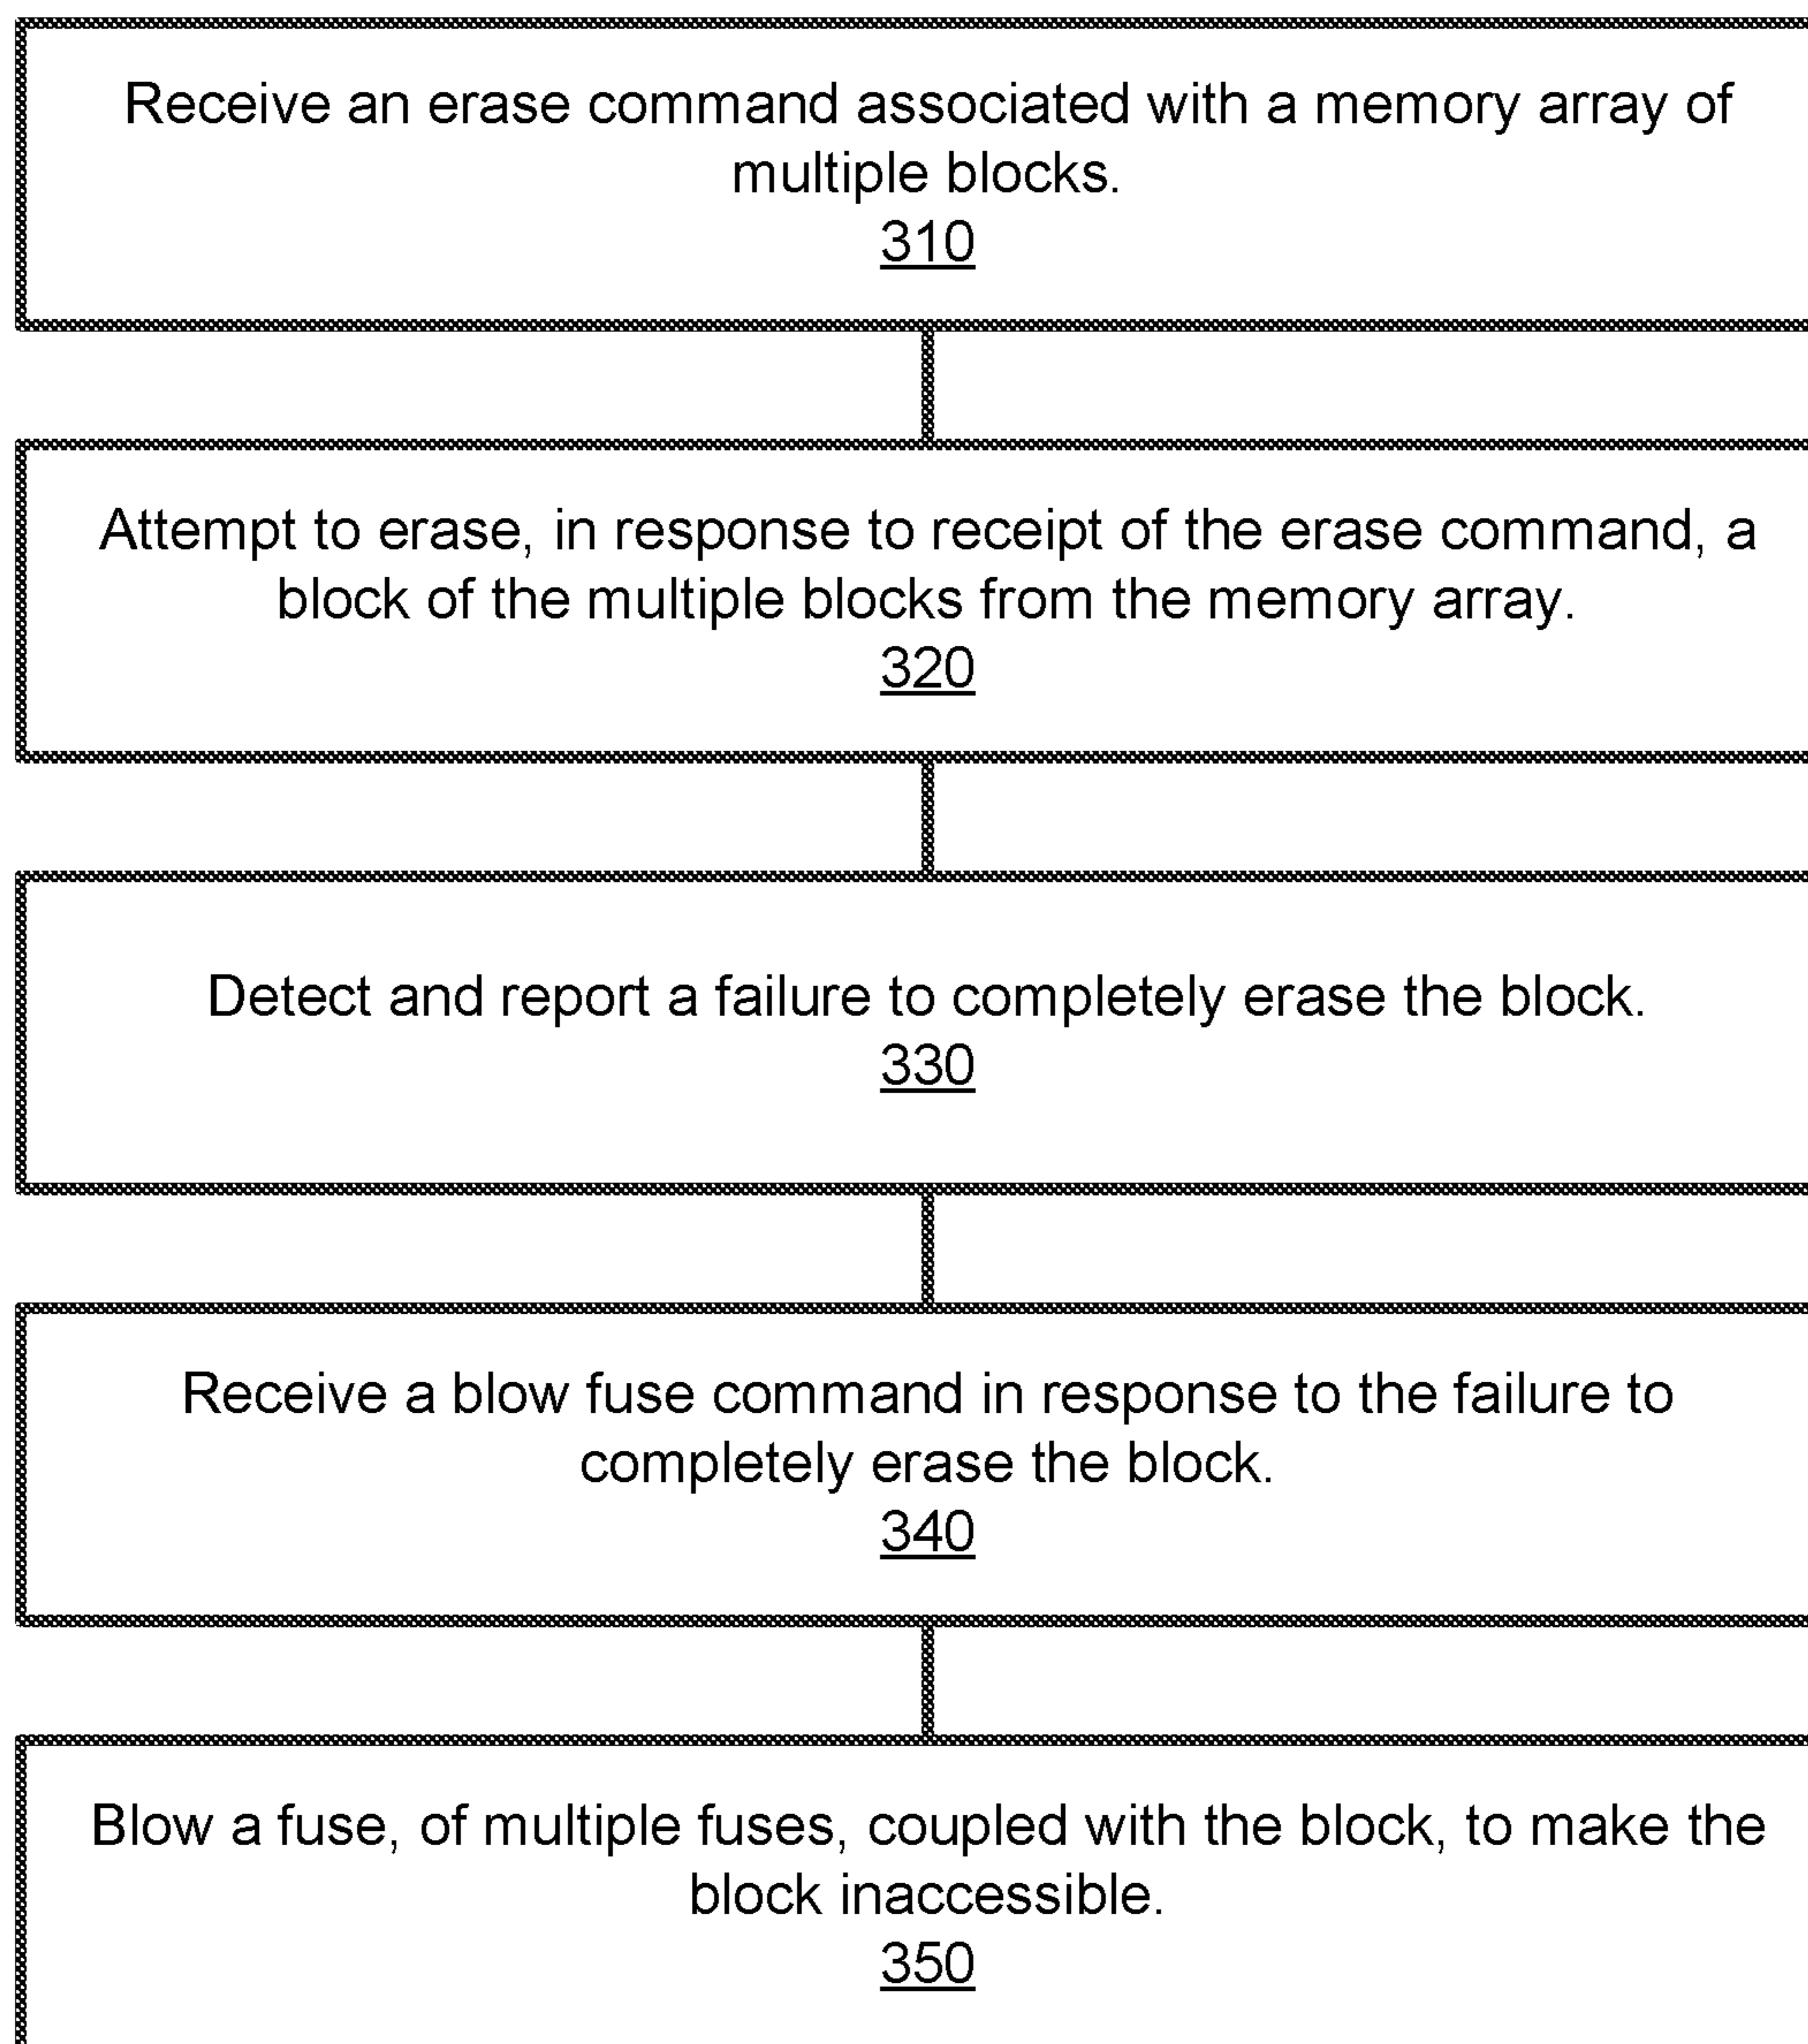 Receive an erase command associated with a memory array of
multiple blocks.
310
Attempt to erase, in response to receipt of the erase command, a
block of the multiple blocks from the memory array.
320
Detect and report a failure to completely erase the block.
330
Receive a blow fuse command in response to the failure to
completely erase the block.
340
Blow a fuse, of multiple fuses, coupled with the block, to make the
block inaccessible.
350